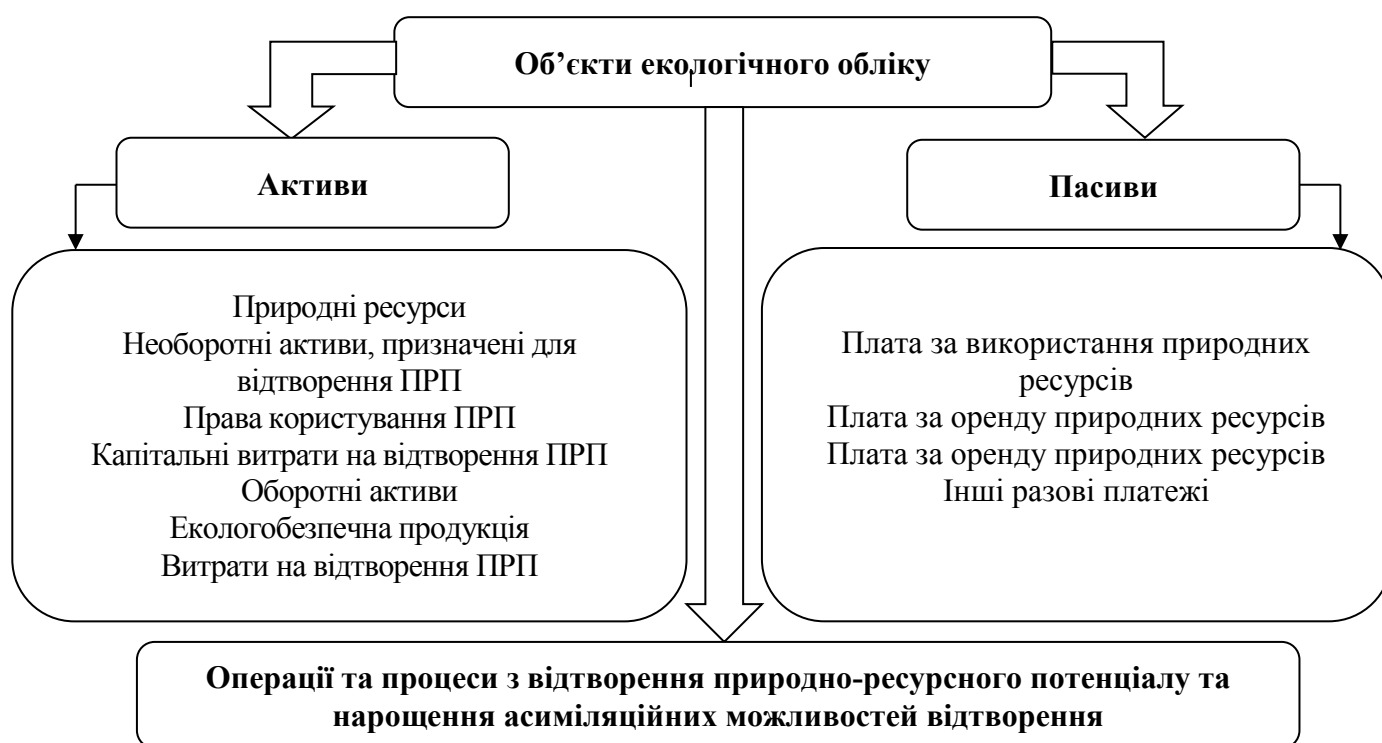 Об’єкти екологічного обліку
Активи
Пасиви
Природні ресурси
Необоротні активи, призначені для
відтворення ПРП
Права користування ПРП
Капітальні витрати на відтворення ПРП
Оборотні активи
Екологобезпечна продукція
Витрати на відтворення ПРП
Плата за використання природних
ресурсів
Плата за оренду природних ресурсів
Плата за оренду природних ресурсів
Інші разові платежі
Операції та процеси з відтворення природно-ресурсного потенціалу та
нарощення асиміляційних можливостей відтворення